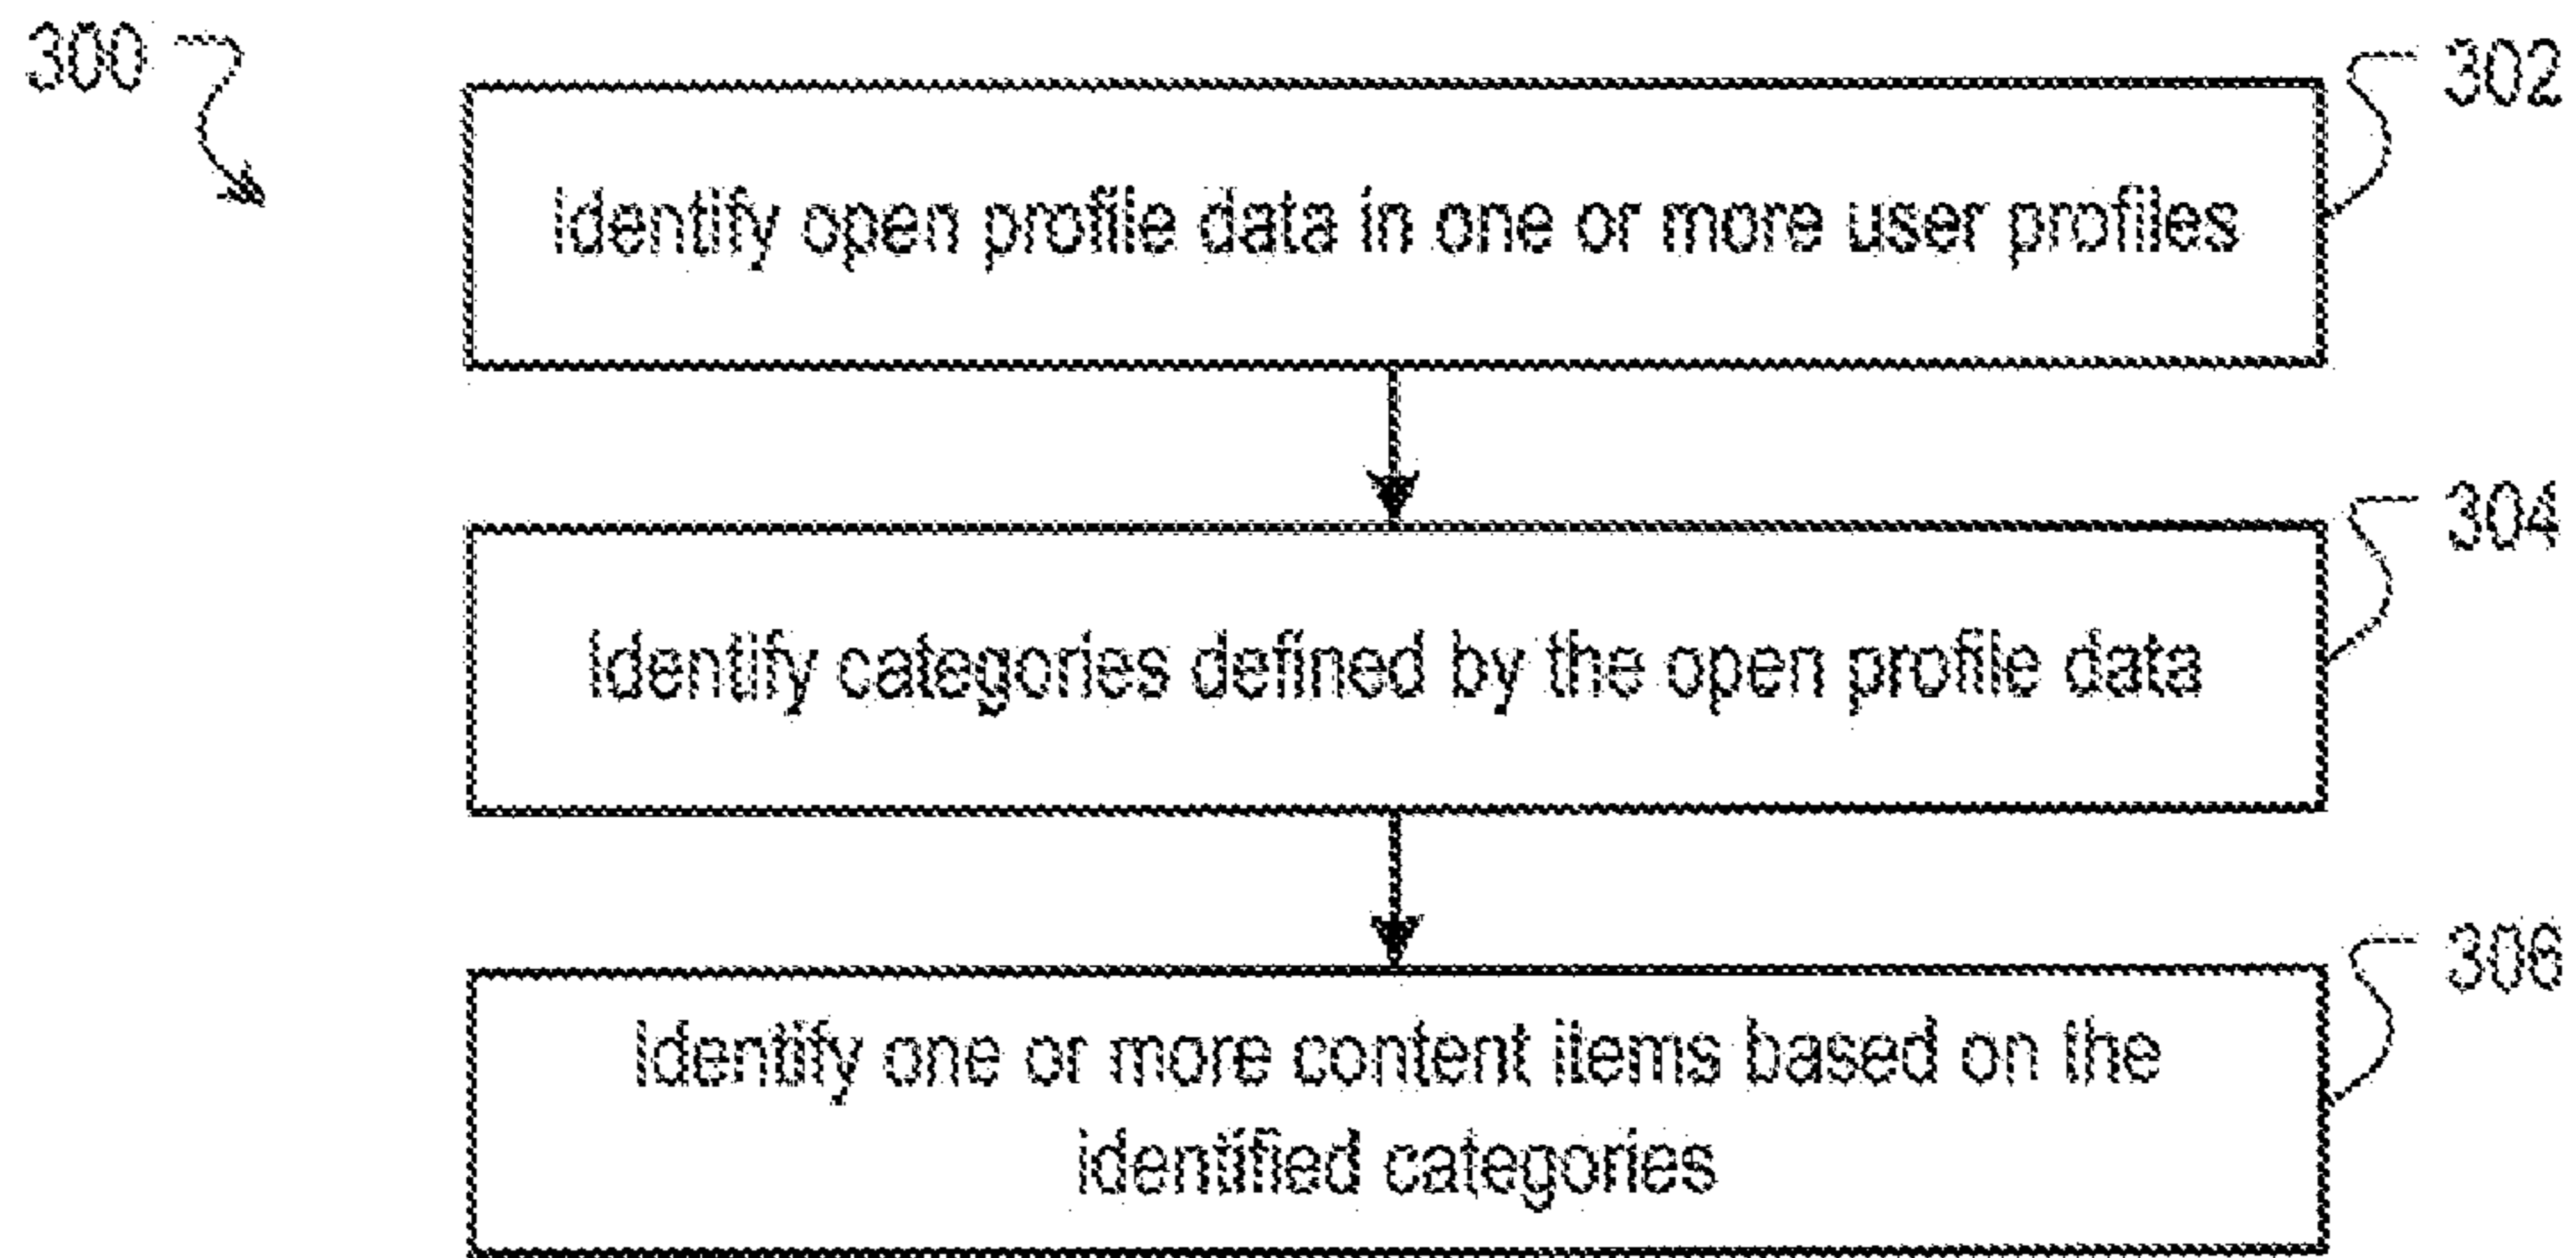 300
302
Identify open profile data in one or more user profiles
304
Identify categories defined by the open profile data
306
Identify one or more content items based on the
identified categories